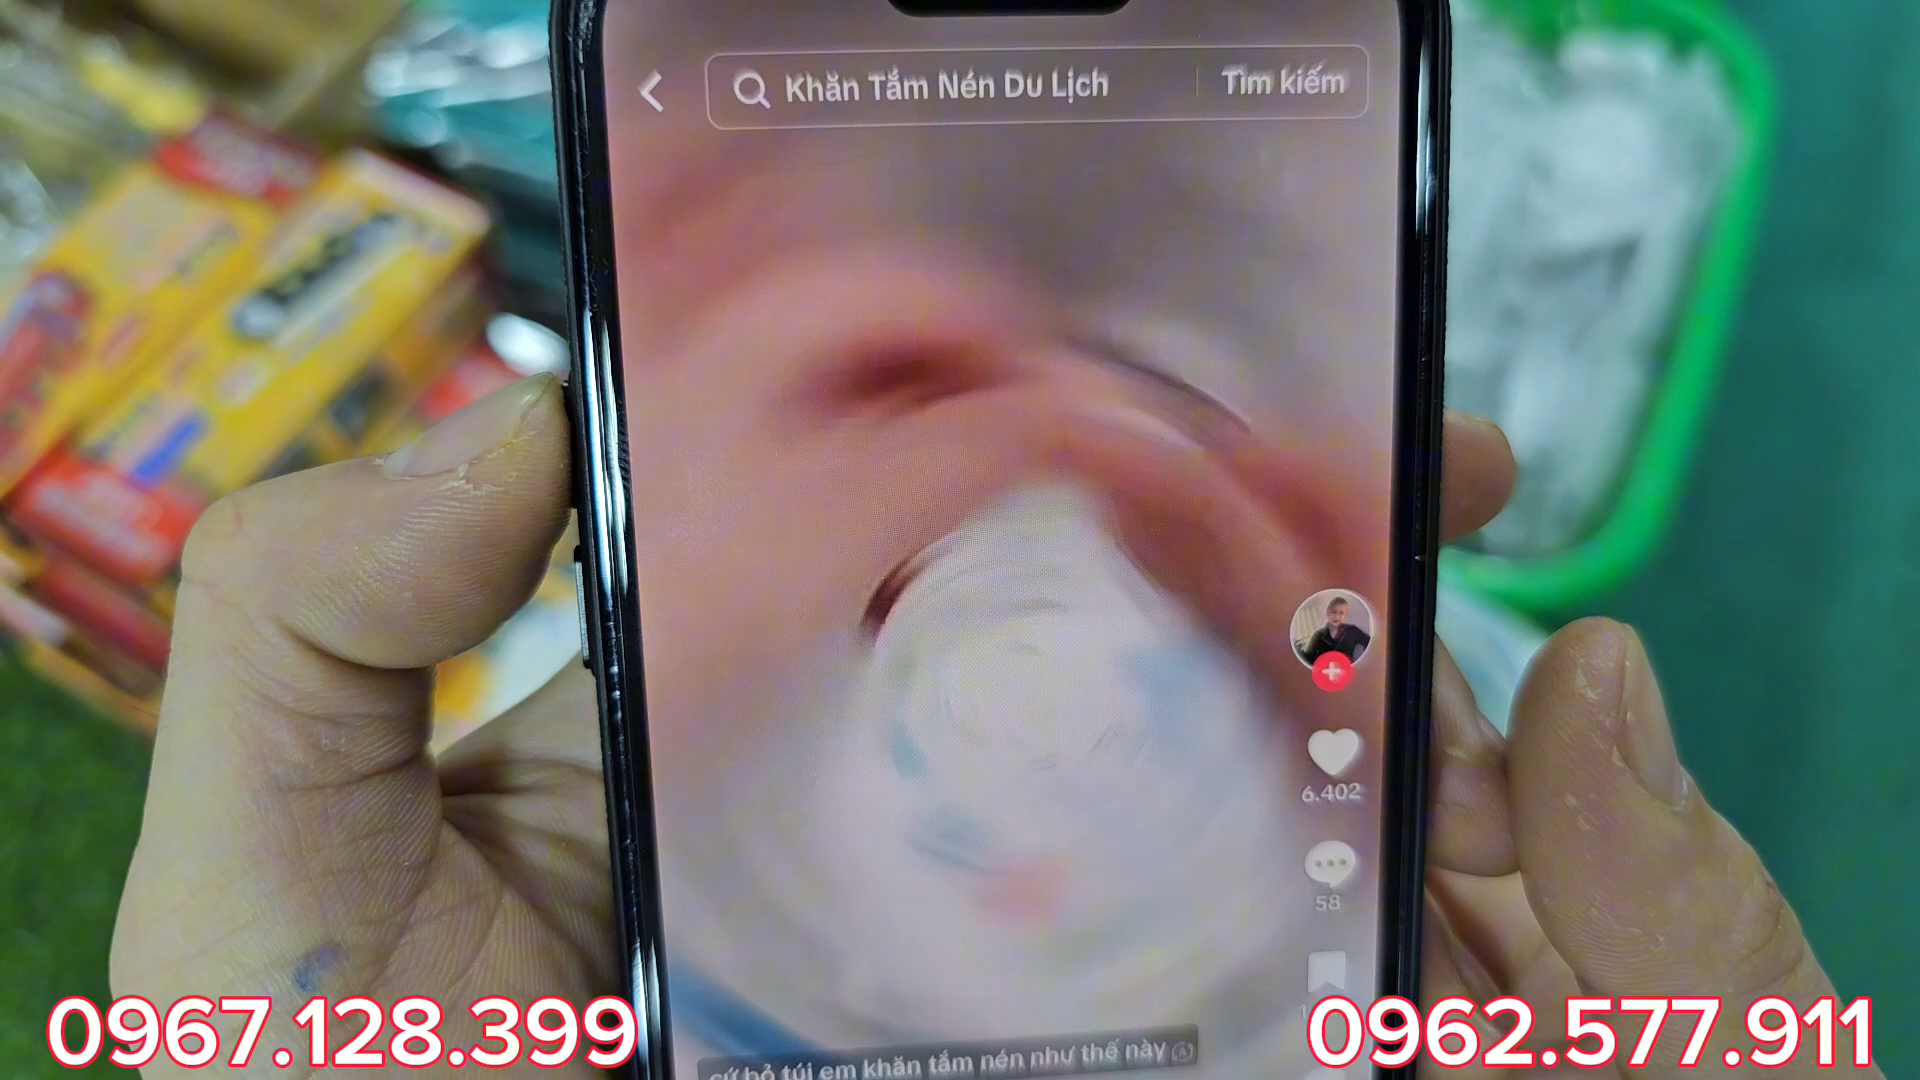 Khăn Tắm Nén Du Lịch
Tìm kiếm
6.402
58
cứ bỏ túi em khăn tắm nén như thế này
0967.128.399
0962.577.911